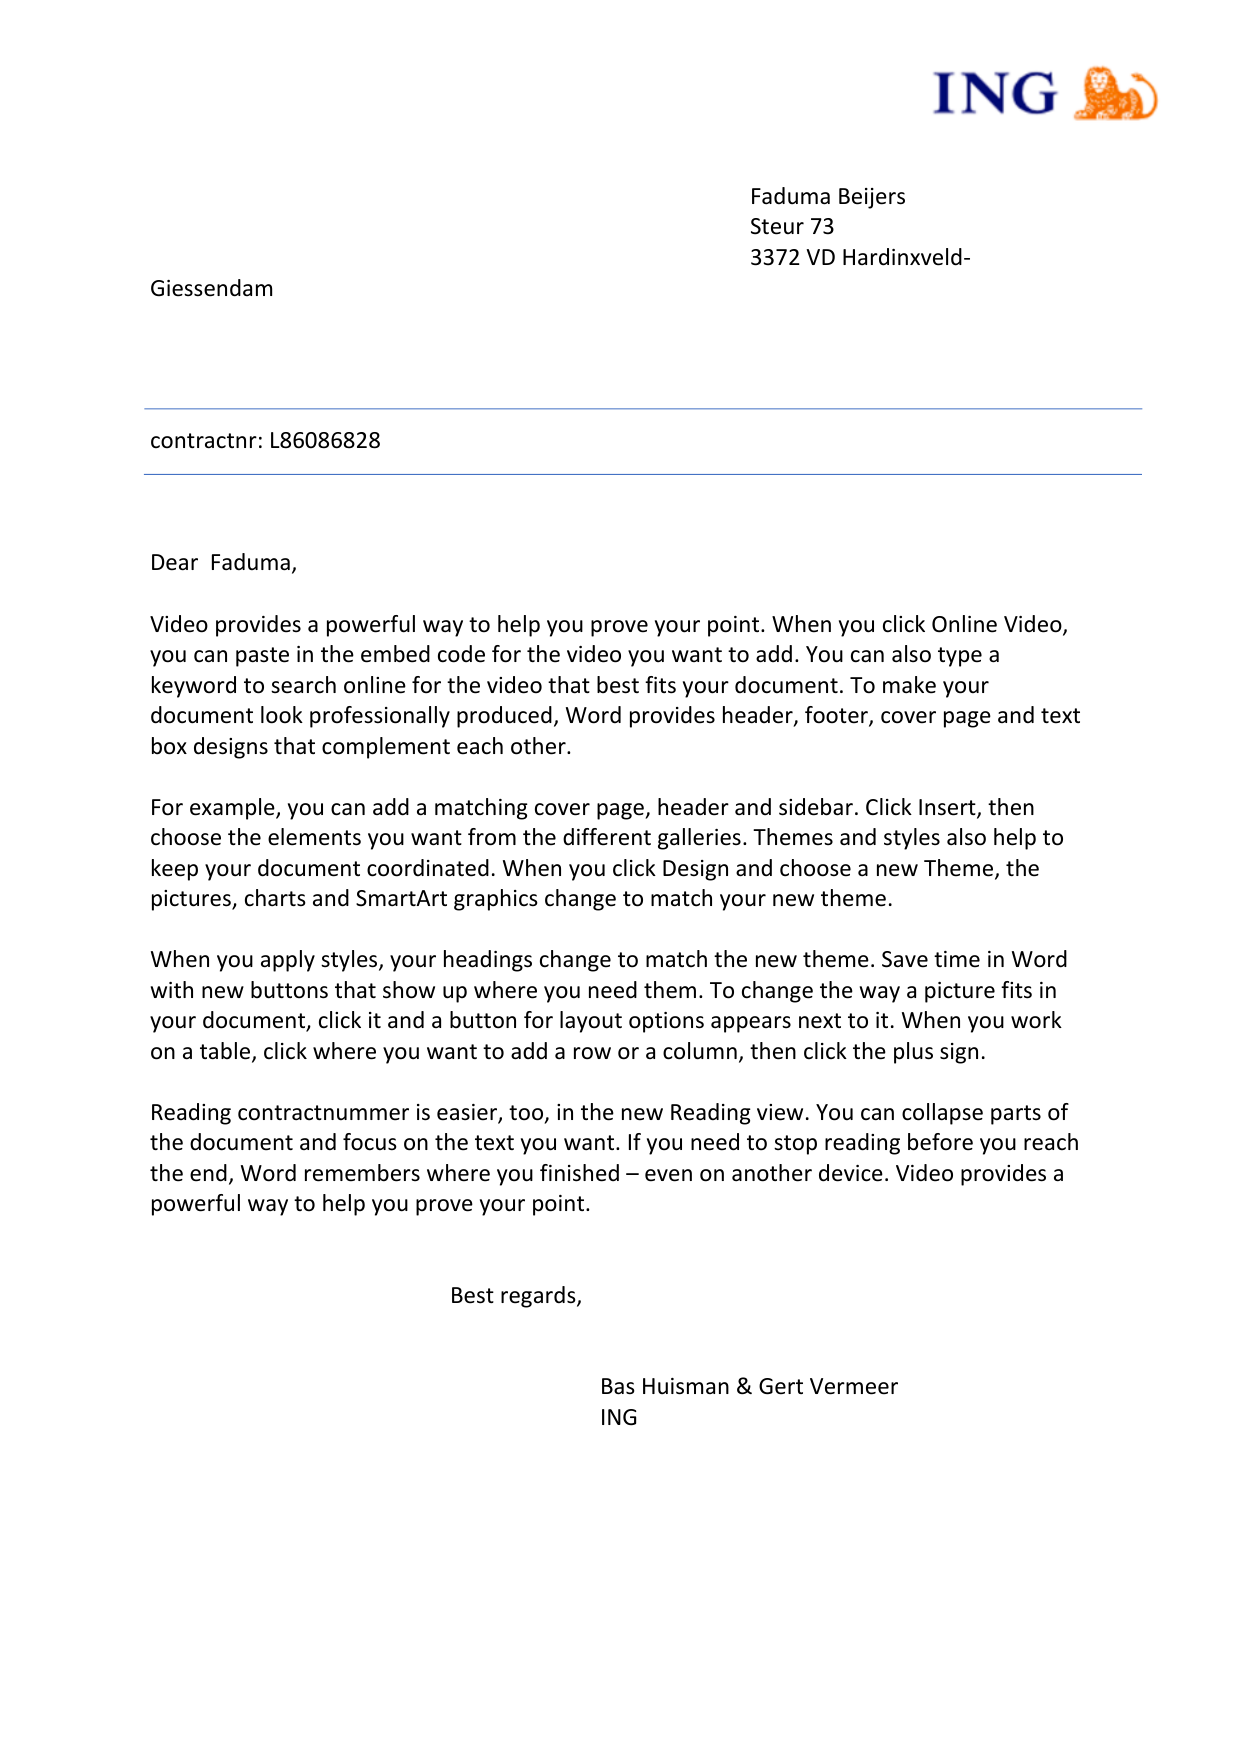 ING
Faduma Beijers
Steur 73
3372 VD Hardinxveld-
Giessendam
contractnr: L86086828
Dear  Faduma,
Video provides a powerful way to help you prove your point. When you click Online Video,
you can paste in the embed code for the video you want to add. You can also type a
keyword to search online for the video that best fits your document. To make your
document look professionally produced, Word provides header, footer, cover page and text
box designs that complement each other.
For example, you can add a matching cover page, header and sidebar. Click Insert, then
choose the elements you want from the different galleries. Themes and styles also help to
keep your document coordinated. When you click Design and choose a new Theme, the
pictures, charts and SmartArt graphics change to match your new theme.
When you apply styles, your headings change to match the new theme. Save time in Word
with new buttons that show up where you need them. To change the way a picture fits in
your document, click it and a button for layout options appears next to it. When you work
on a table, click where you want to add a row or a column, then click the plus sign.
Reading contractnummer is easier, too, in the new Reading view. You can collapse parts of
the document and focus on the text you want. If you need to stop reading before you reach
the end, Word remembers where you finished – even on another device. Video provides a
powerful way to help you prove your point.
Best regards,
Bas Huisman & Gert Vermeer
ING